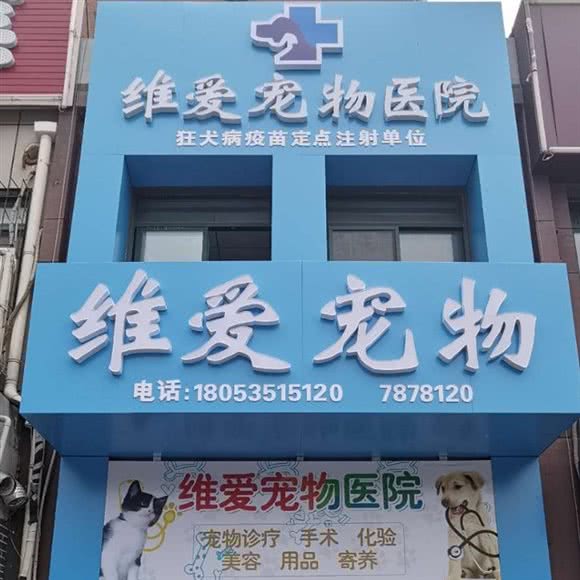 维爱宠物医院
狂犬病疫苗定点注射单位
维爱宠物
电话:18053515120 7878120
维爱宠物医院
宠物诊疗 手术 化验
美容 用品 寄养